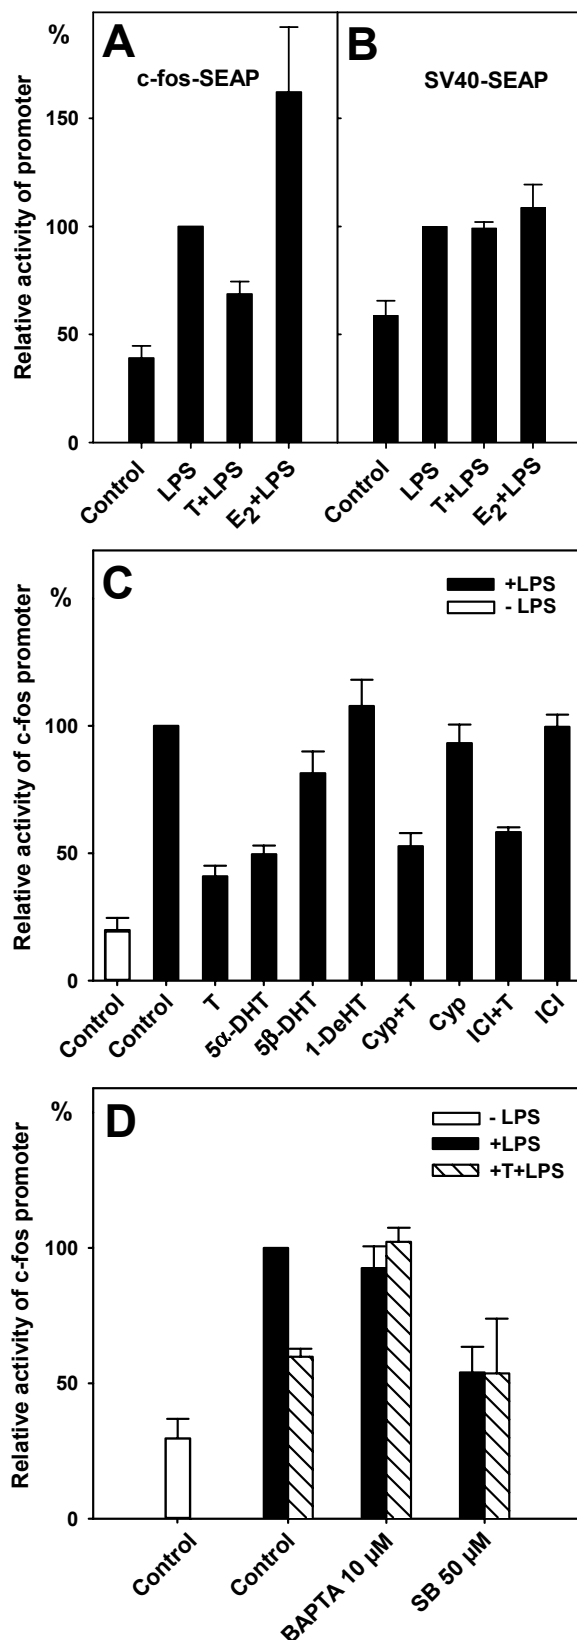 %
A
B
c-fos-SEAP
SV40-SEAP
Relative activity of promoter
150
100
50
0
Control
LPS
T+LPS
E2+LPS
Control
LPS
T+LPS
E2+LPS
%
C
+LPS
- LPS
Relative activity of c-fos promoter
100
50
0
Control
Control
T
5α-DHT
5β-DHT
1-DeHT
Cyp+T
Cyp
ICI+T
ICI
%
D
- LPS
+LPS
+T+LPS
Relative activity of c-fos promoter
100
50
0
Control
Control
BAPTA 10 µM
SB 50 µM